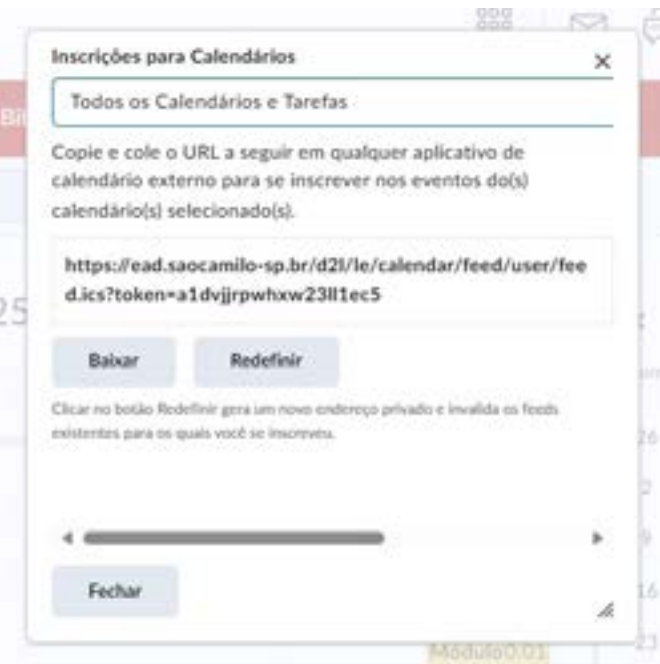 Inscrições para Calendários
Todos os Calendários e Tarefas
Copie e cole o URL a seguir em qualquer aplicativo de
calendário externo para se inscrever nos eventos do(s)
calendário(s) selecionado(s).
https://ead.saocamilo-sp.br/d2l/le/calendar/feed/user/fee
d.ics?token=a1dvjjrpwhxw23ll1ec5
Baixar Redefinir
Clicar no botão Redefinir gera um novo endereço privado e invalida os feeds
existentes para os quais você se inscreveu.
Fechar
Módulo0.01